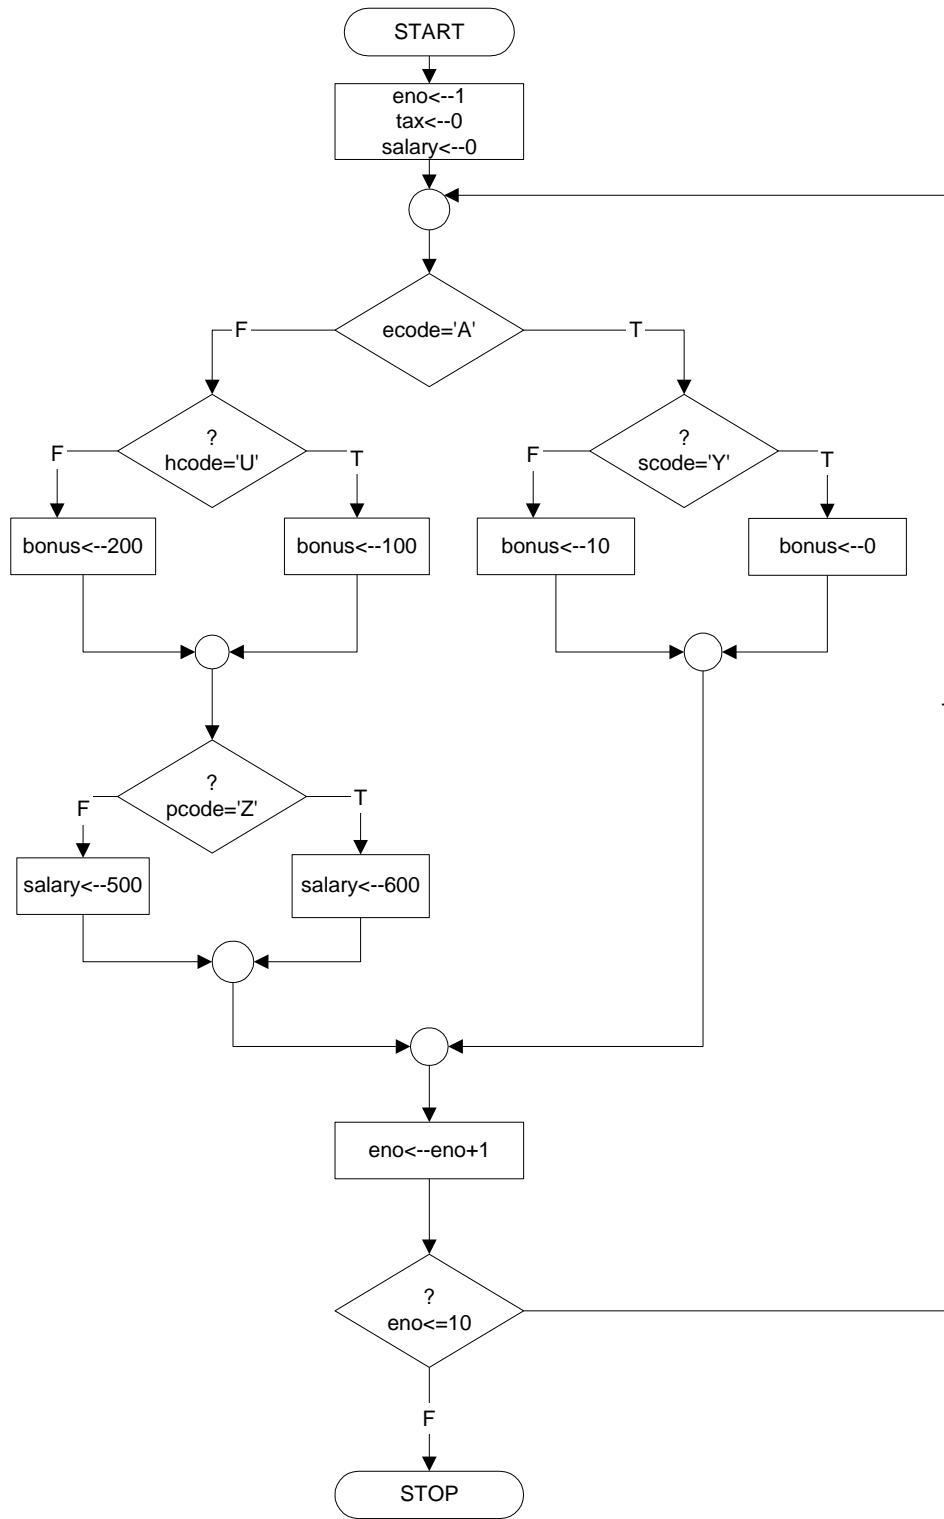 START
eno<--1
tax<--0
salary<--0
F
ecode='A'
T
F
?
hcode='U'
T
F
?
scode='Y'
T
bonus<--200
bonus<--100
bonus<--10
bonus<--0
F
?
pcode='Z'
T
salary<--500
salary<--600
eno<--eno+1
?
eno<=10
F
STOP